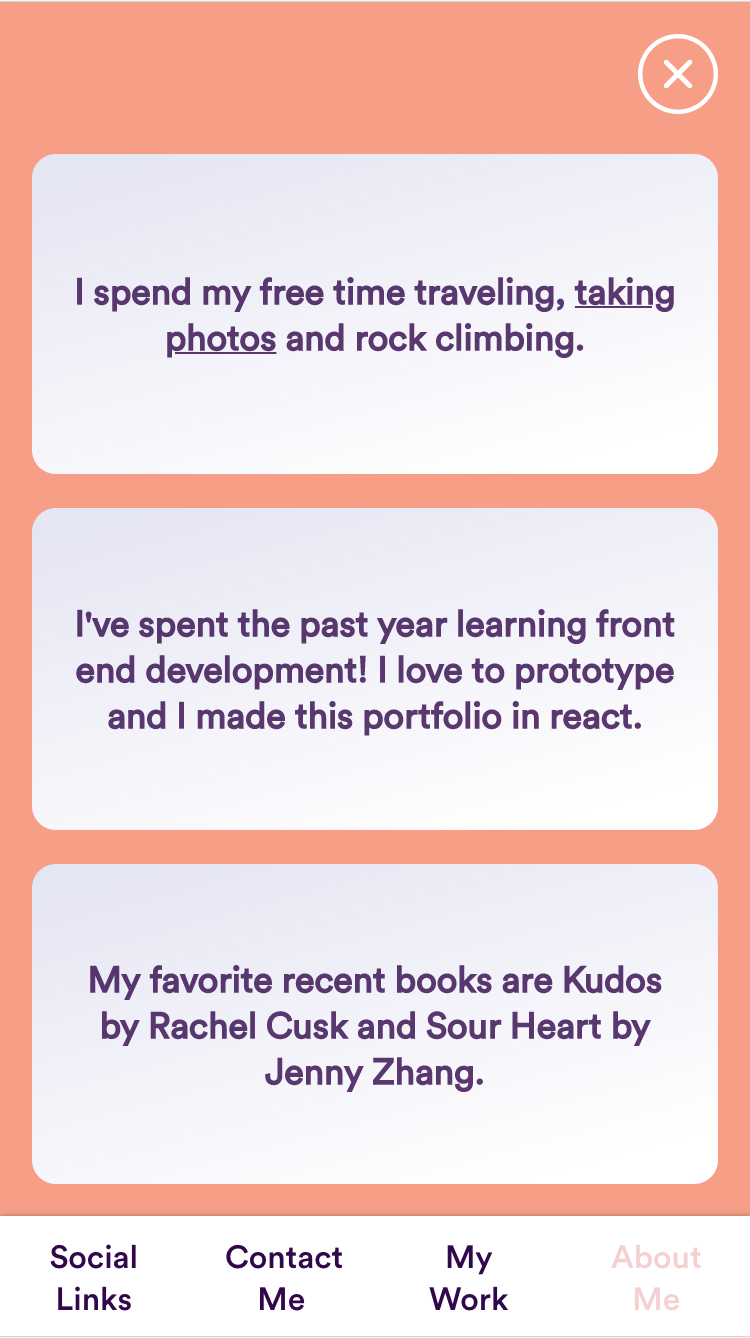 I spend my free time traveling, taking
photos and rock climbing.
I've spent the past year learning front
end development! I love to prototype
and I made this portfolio in react.
My favorite recent books are Kudos
by Rachel Cusk and Sour Heart by
Jenny Zhang.
Social
Links
Contact
Me
My
Work
About
Me